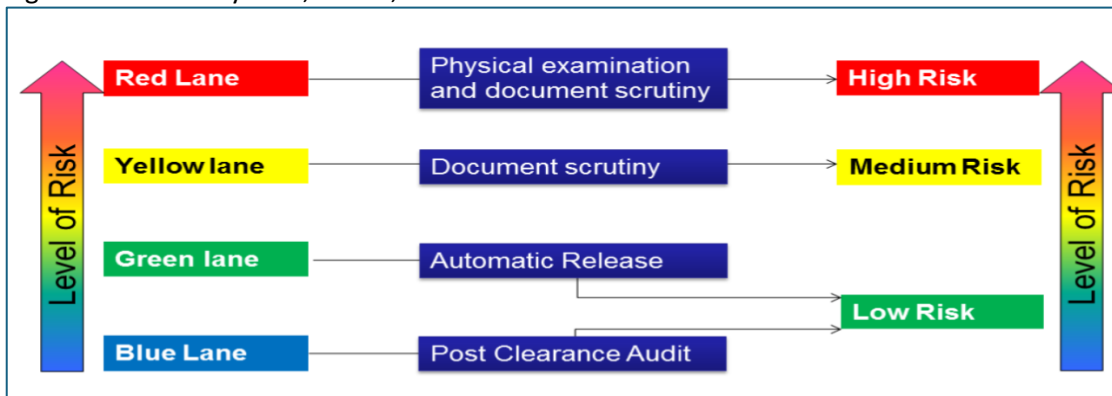 Level of Risk
Red Lane
Physical examination
and document scrutiny
High Risk
Yellow lane
Document scrutiny
Medium Risk
Green lane
Automatic Release
Low Risk
Blue Lane
Post Clearance Audit
Level of Risk